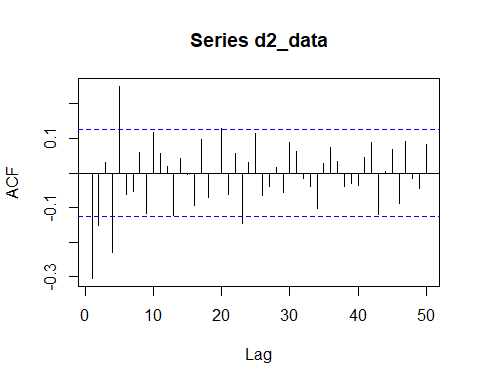 Series d2_data
ACF
0.1
-0.1
-0.3
0 10 20 30 40 50
Lag